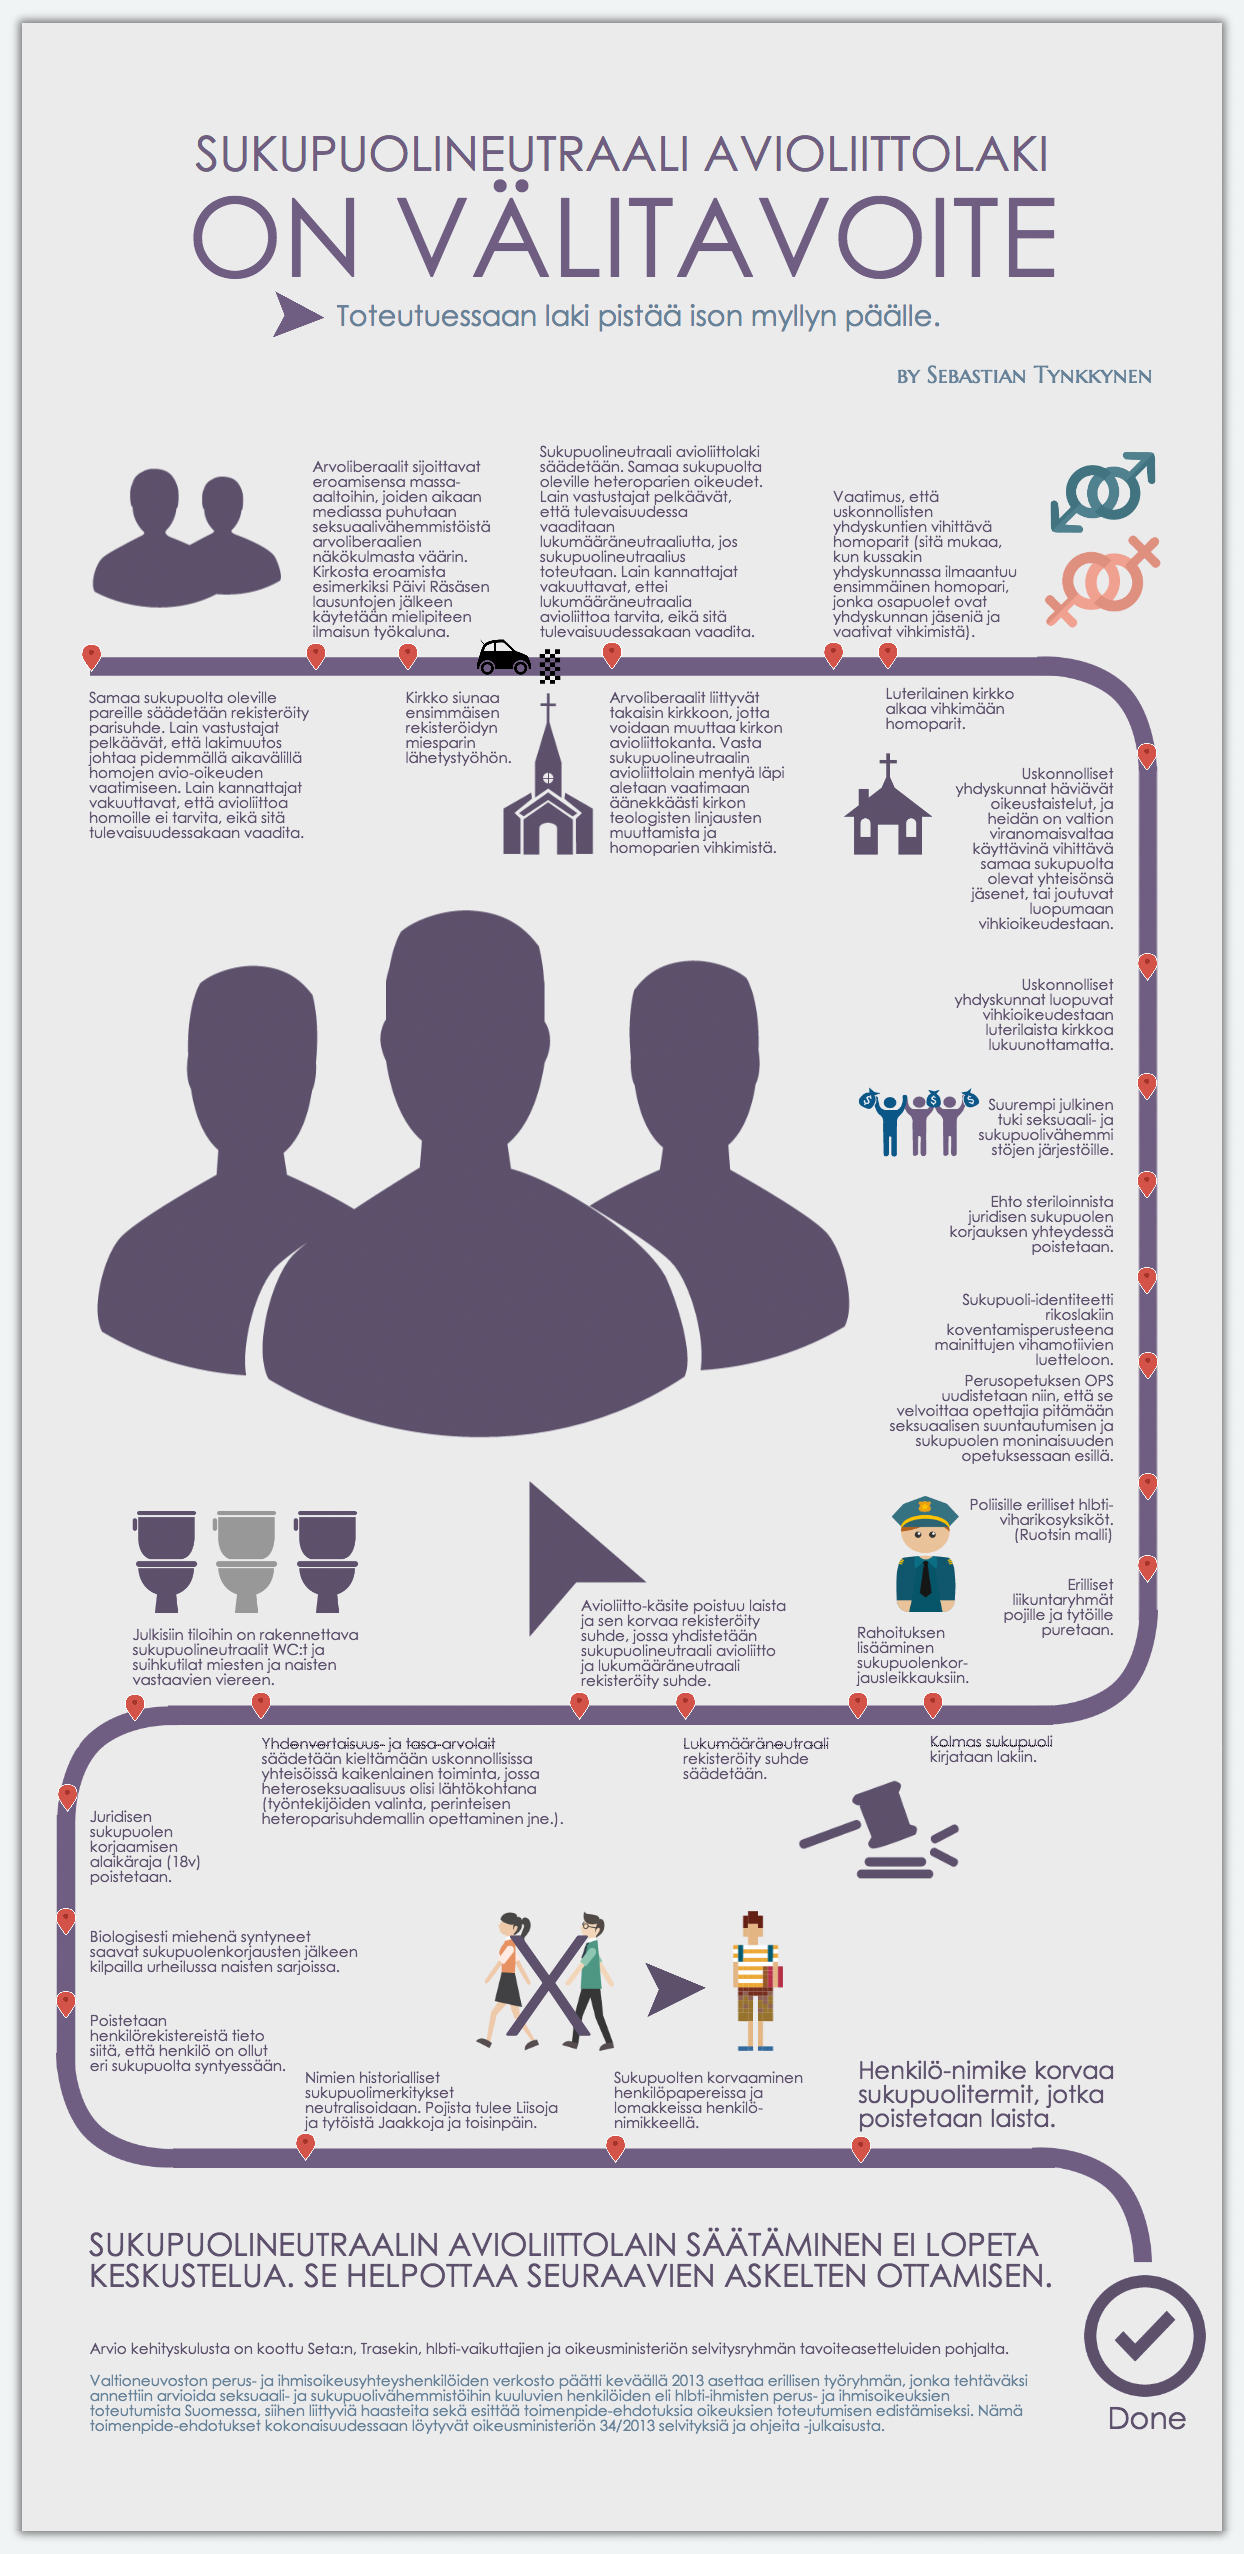 SUKUPUOLINEUTRAALI AVIOLIITTOLAKI
ON VÄLITAVOITE
Toteutuessaan laki pistää ison myllyn päälle.
BY SEBASTIAN TYNKKYNEN
Samaa sukupuolta oleville
pareille säädetään rekisteröity
parisuhde. Lain vastustajat
pelkäävät, että lakimuutos
johtaa pidemmällä aikavälillä
homojen avio-oikeuden
vaatimiseen. Lain kannattajat
vakuuttavat, että avioliittoa
homoille ei tarvita, eikä sitä
tulevaisuudessakaan vaadita.
Arvoliberaalit sijoittavat
eroamisensa massa-
aaltoihin, joiden aikaan
mediassa puhutaan
seksuaalivähemmistöistä
arvoliberaalien
näkökulmasta väärin.
Kirkosta eroamista
esimerkiksi Päivi Räsäsen
lausuntojen jälkeen
käytetään mielipiteen
ilmaisun työkaluna.
Kirkko siunaa
ensimmäisen
rekisteröidyn
miesparin
lähetystyöhön.
Sukupuolineutraali avioliittolaki
säädetään. Samaa sukupuolta
oleville heteroparien oikeudet.
Lain vastustajat pelkäävät,
että tulevaisuudessa
vaaditaan
lukumääräneutraaliutta, jos
sukupuolineutraalius
toteutaan. Lain kannattajat
vakuuttavat, ettei
lukumääräneutraalia
avioliittoa tarvita, eikä sitä
tulevaisuudessakaan vaadita.
Arvoliberaalit liittyvät
takaisin kirkkoon, jotta
voidaan muuttaa kirkon
avioliittokanta. Vasta
sukupuolineutraalin
avioliittolain mentyä läpi
aletaan vaatimaan
äänekkäästi kirkon
teologisten linjausten
muuttamista ja
homoparien vihkimistä.
Vaatimus, että
uskonnollisten
yhdyskuntien vihittävä
homoparit (sitä mukaa,
kun kussakin
yhdyskunnassa ilmaantuu
ensimmäinen homopari,
jonka osapuolet ovat
yhdyskunnan jäseniä ja
vaativat vihkimistä).
Luterilainen kirkko
alkaa vihkimään
homoparit.
Uskonnolliset
yhdyskunnat häviävät
oikeustaistelut, ja
heidän on valtion
viranomaisvaltaa
käyttävinä vihittävä
samaa sukupuolta
olevat yhteisönsä
jäsenet, tai joutuvat
luopumaan
vihkioikeudestaan.
Uskonnolliset
yhdyskunnat luopuvat
vihkioikeudestaan
luterilaista kirkkoa
lukuunottamatta.
Suurempi julkinen
tuki seksuaali- ja
sukupuolivähemmi
stöjen järjestöille.
Ehto steriloinnista
juridisen sukupuolen
korjauksen yhteydessä
poistetaan.
Sukupuoli-identiteetti
rikoslakiin
koventamisperusteena
mainittujen vihamotiivien
luetteloon.
Perusopetuksen OPS
uudistetaan niin, että se
velvoittaa opettajia pitämään
seksuaalisen suuntautumisen ja
sukupuolen moninaisuuden
opetuksessaan esillä.
Poliisille erilliset hlbti-
viharikosyksiköt.
(Ruotsin malli)
Erilliset
liikuntaryhmät
pojille ja tytöille
puretaan.
Kolmas sukupuoli
kirjataan lakiin.
Rahoituksen
lisääminen
sukupuolenkor-
jausleikkauksiin.
Lukumääräneutraali
rekisteröity suhde
säädetään.
Avioliitto-käsite poistuu laista
ja sen korvaa rekisteröity
suhde, jossa yhdistetään
sukupuolineutraali avioliitto
ja lukumääräneutraali
rekisteröity suhde.
Yhdenvertaisuus- ja tasa-arvolait
säädetään kieltämään uskonnollisissa
yhteisöissä kaikenlainen toiminta, jossa
heteroseksuaalisuus olisi lähtökohtana
(työntekijöiden valinta, perinteisen
heteroparisuhdemallin opettaminen jne.).
Julkisiin tiloihin on rakennettava
sukupuolineutraalit WC:t ja
suihkutilat miesten ja naisten
vastaavien viereen.
Juridisen
sukupuolen
korjaamisen
alaikäraja (18v)
poistetaan.
Biologisesti miehenä syntyneet
saavat sukupuolenkorjausten jälkeen
kilpailla urheilussa naisten sarjoissa.
Poistetaan
henkilörekistereistä tieto
siitä, että henkilö on ollut
eri sukupuolta syntyessään.
Nimien historialliset
sukupuolimerkitykset
neutralisoidaan. Pojista tulee Liisoja
ja tytöistä Jaakkoja ja toisinpäin.
Sukupuolten korvaaminen
henkilöpapereissa ja
lomakkeissa henkilö-
nimikkeellä.
Henkilö-nimike korvaa
sukupuolitermit, jotka
poistetaan laista.
SUKUPUOLINEUTRAALIN AVIOLIITTOLAIN SÄÄTÄMINEN EI LOPETA
KESKUSTELUA. SE HELPOTTAA SEURAAVIEN ASKELTEN OTTAMISEN.
Arvio kehityskulusta on koottu Seta:n, Trasekin, hlbti-vaikuttajien ja oikeusministeriön selvitysryhmän tavoiteasetteluiden pohjalta.
Valtioneuvoston perus- ja ihmisoikeusyhteyshenkilöiden verkosto päätti keväällä 2013 asettaa erillisen työryhmän, jonka tehtäväksi
annettiin arvioida seksuaali- ja sukupuolivähemmistöihin kuuluvien henkilöiden eli hlbti-ihmisten perus- ja ihmisoikeuksien
toteutumista Suomessa, siihen liittyviä haasteita sekä esittää toimenpide-ehdotuksia oikeuksien toteutumisen edistämiseksi. Nämä
toimenpide-ehdotukset kokonaisuudessaan löytyvät oikeusministeriön 34/2013 selvityksiä ja ohjeita -julkaisusta.
Done